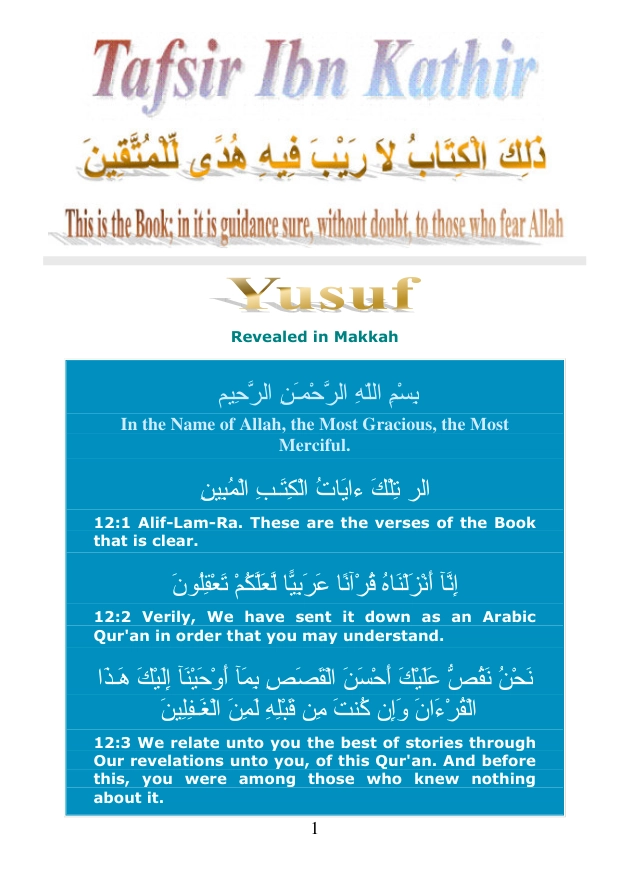 Tafsir Ibn Kathir
ذَلِكَ الْكِتَابُ لاَ رَيْبَ فِيهِ هُدًى لِّلْمُتَّقِينَ
This is the Book; in it is guidance sure, without doubt, to those who fear Allah
Yusuf
Revealed in Makkah
بِسْمِ اللَّهِ الرَّحْمَـنِ الرَّحِيمِ
In the Name of Allah, the Most Gracious, the Most
Merciful.
الر تِلْكَ ءايَاتُ الْكِتَـبِ الْمُبِينِ
12:1 Alif-Lam-Ra. These are the verses of the Book
that is clear.
إِنَّآ أَنْزَلْنَاهُ قُرْآنًا عَرَبِيًّا لَّعَلَّكُمْ تَعْقِلُونَ
12:2 Verily, We have sent it down as an Arabic
Qur'an in order that you may understand.
نَحْنُ نَقُصُّ عَلَيْكَ أَحْسَنَ الْقَصَصِ بِمَآ أَوْحَيْنَآ إِلَيْكَ هَـذَا
الْقُرْءَانَ وَإِن كُنتَ مِن قَبْلِهِ لَمِنَ الْغَـفِلِينَ
12:3 We relate unto you the best of stories through
Our revelations unto you, of this Qur'an. And before
this, you were among those who knew nothing
about it.
1